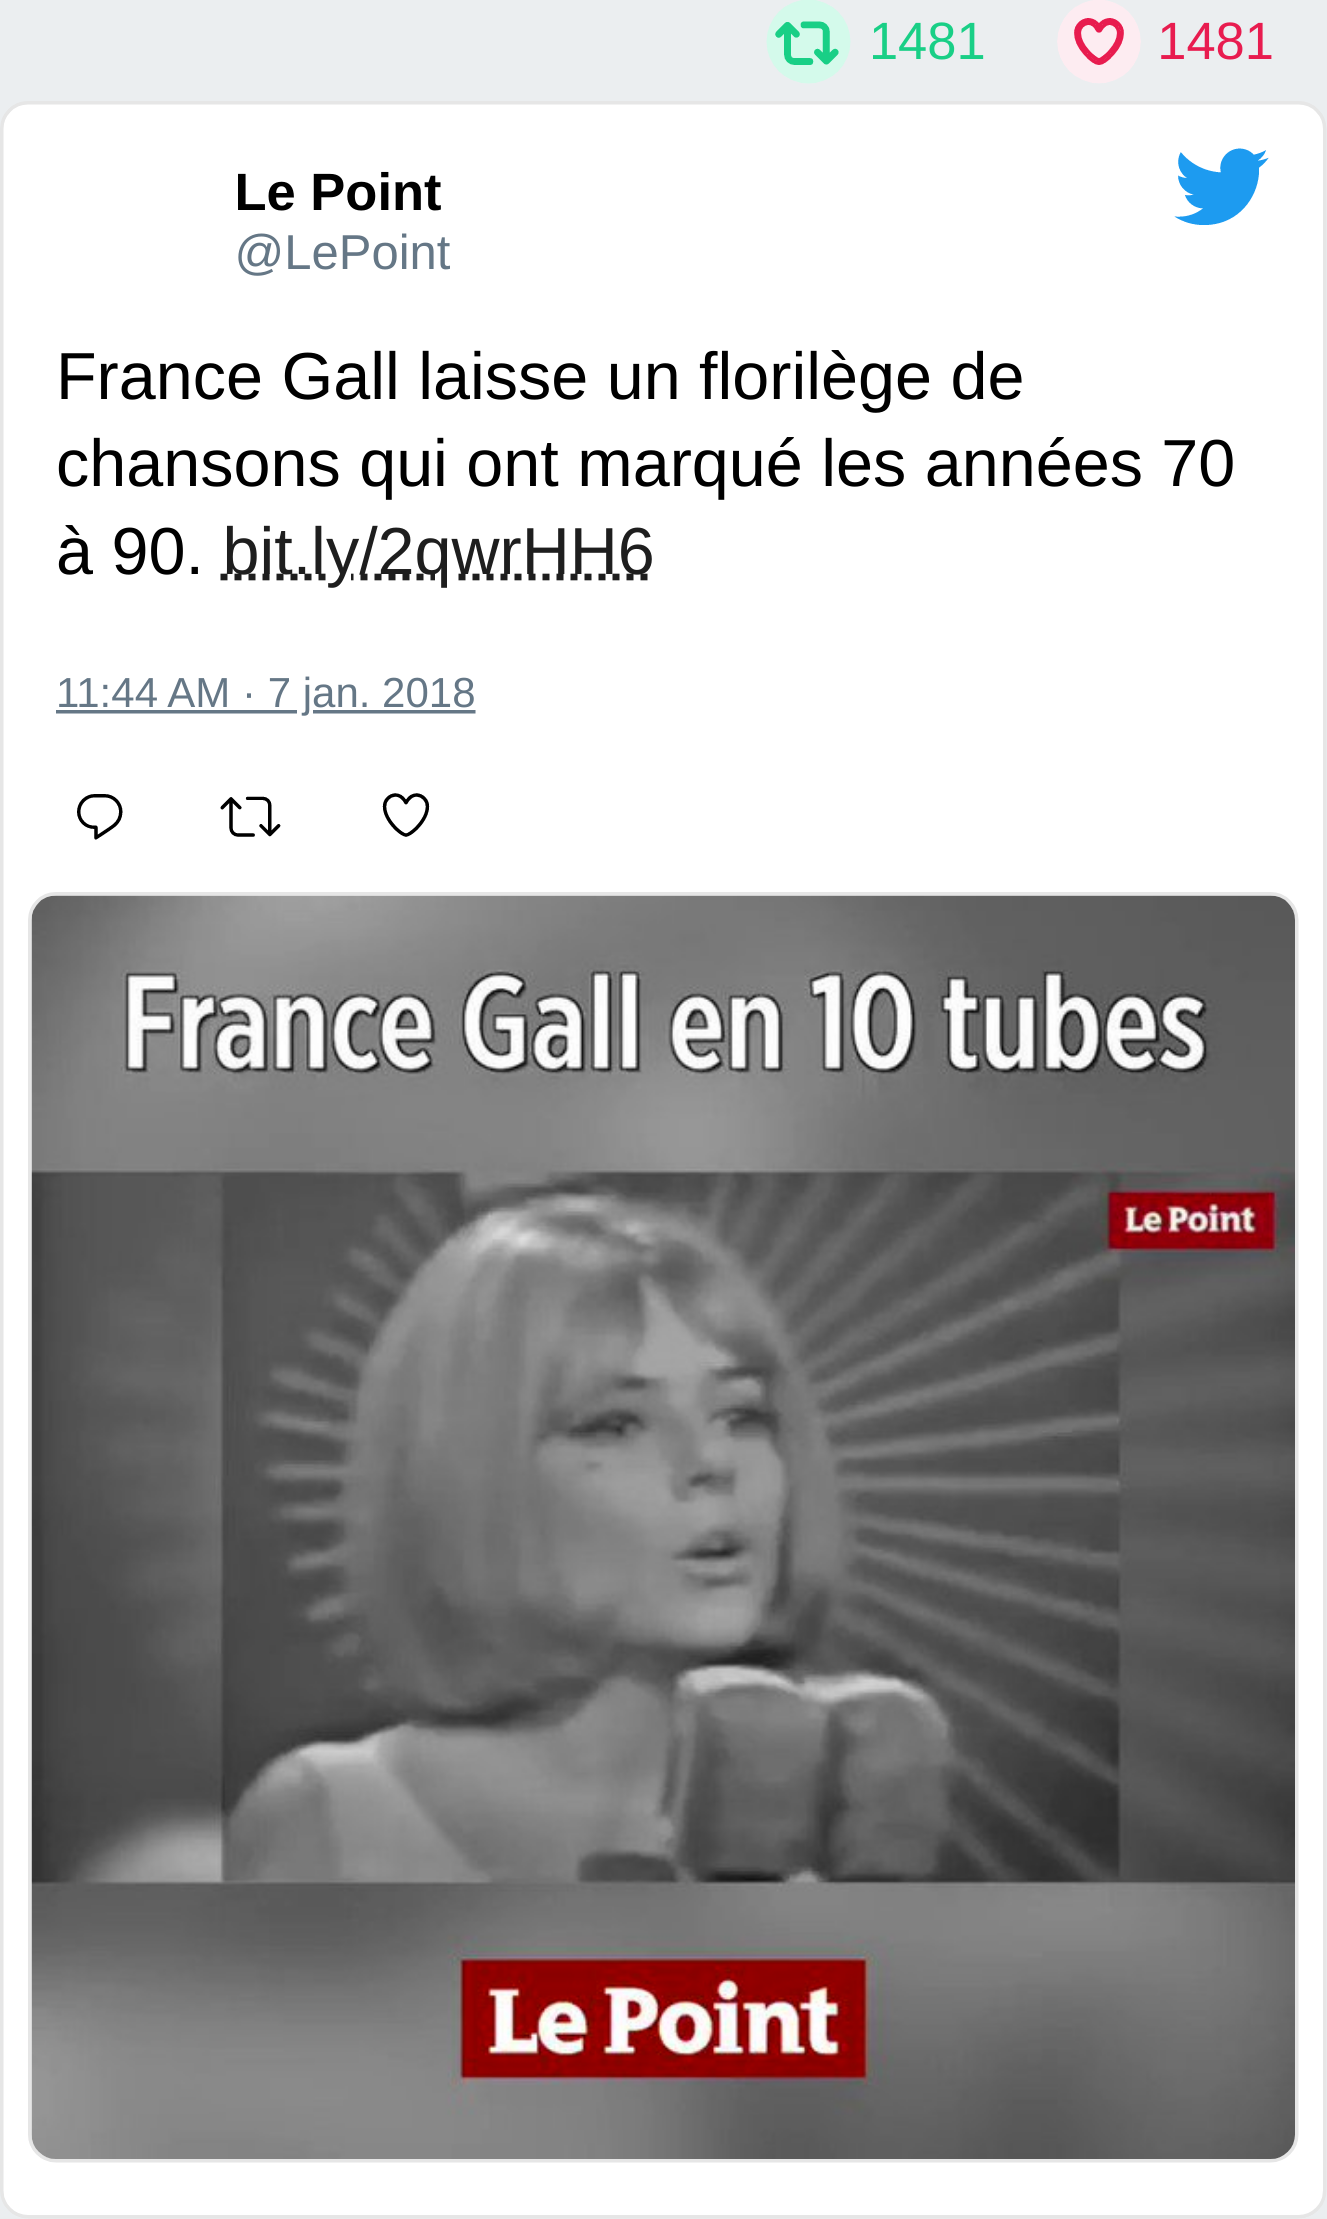 1481 1481
Le Point
@LePoint
France Gall laisse un florilège de
chansons qui ont marqué les années 70
à 90. bit.ly/2qwrHH6
11:44 AM · 7 jan. 2018
France Gall en 10 tubes
Le Point
Le Point